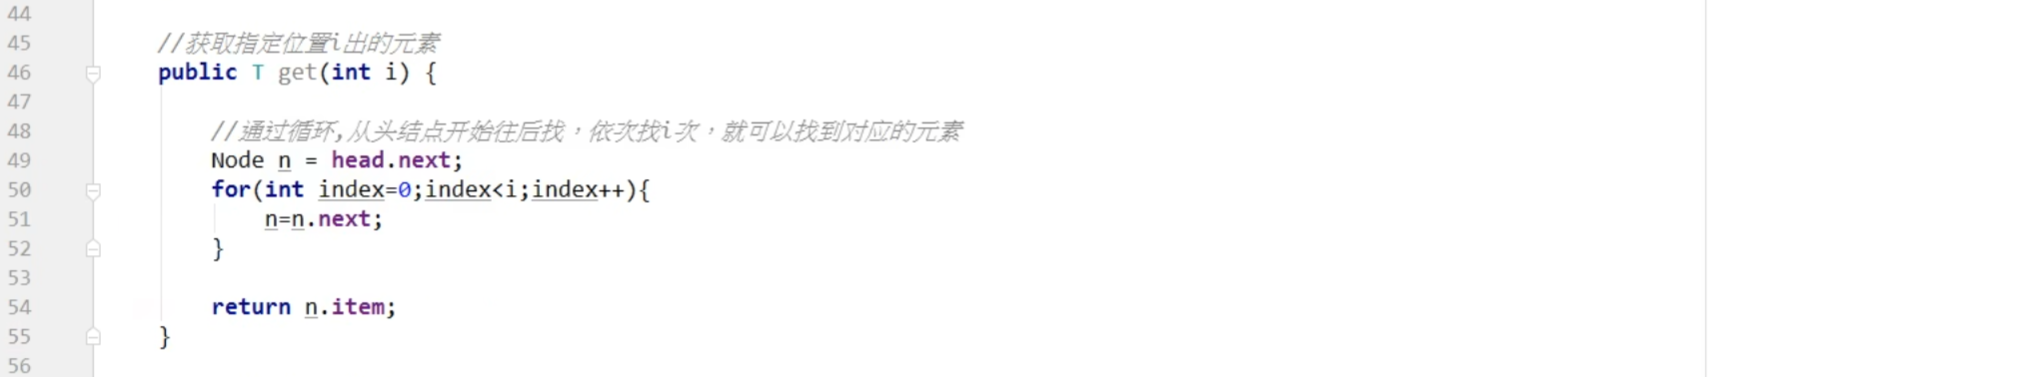 44
45 //获取指定位置i出的元素
46 public T get(int i) {
47
48 //通过循环,从头结点开始往后找，依次找i次，就可以找到对应的元素
49 Node n = head.next;
50 for(int index=0;index<i;index++){
51 n=n.next;
52 }
53
54 return n.item;
55 }
56